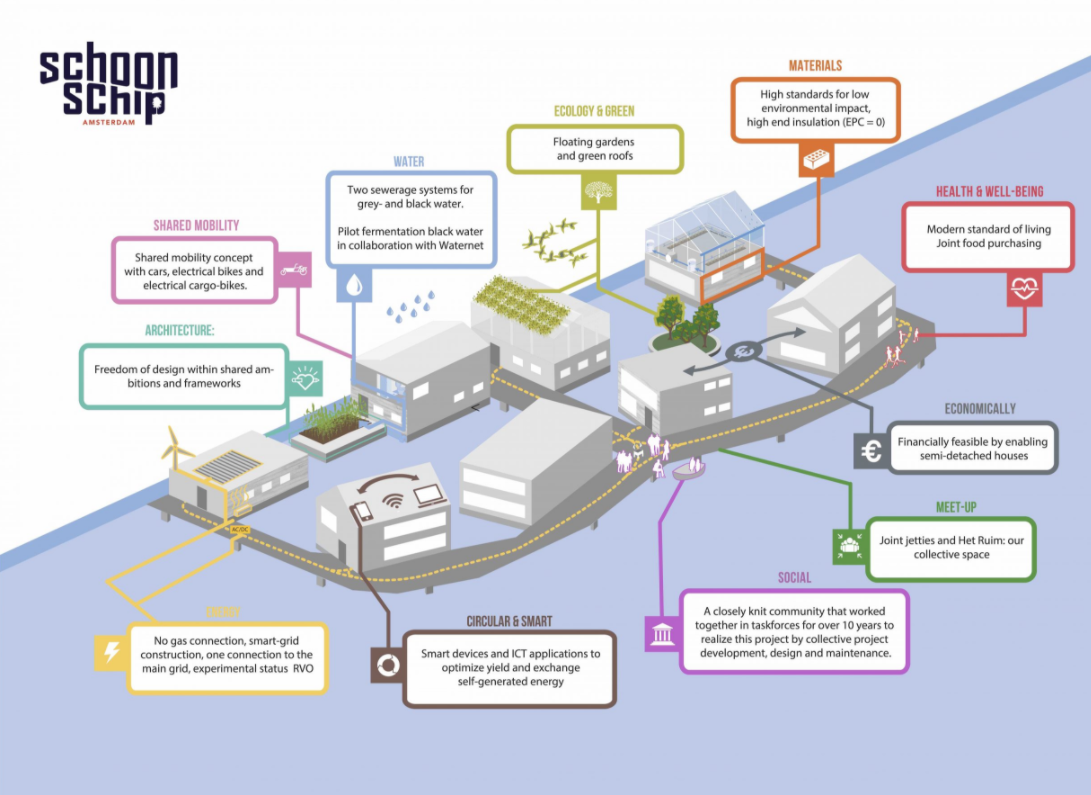 schoon
schip
AMSTERDAM
MATERIALS
High standards for low
environmental impact,
high end insulation (EPC = 0)
ECOLOGY & GREEN
Floating gardens
and green roofs
WATER
Two sewerage systems for
grey- and black water.
Pilot fermentation black water
in collaboration with Waternet
HEALTH & WELL-BEING
Modern standard of living
Joint food purchasing
SHARED MOBILITY
Shared mobility concept
with cars, electrical bikes and
electrical cargo-bikes.
ARCHITECTURE:
Freedom of design within shared am-
bitions and frameworks
ECONOMICALLY
€
Financially feasible by enabling
semi-detached houses
MEET-UP
Joint jetties and Het Ruim: our
collective space
AC/DC
SOCIAL
A closely knit community that worked
together in taskforces for over 10 years to
realize this project by collective project
development, design and maintenance.
ENERGY
No gas connection, smart-grid
construction, one connection to the
main grid, experimental status RVO
CIRCULAR & SMART
Smart devices and ICT applications to
optimize yield and exchange
self-generated energy